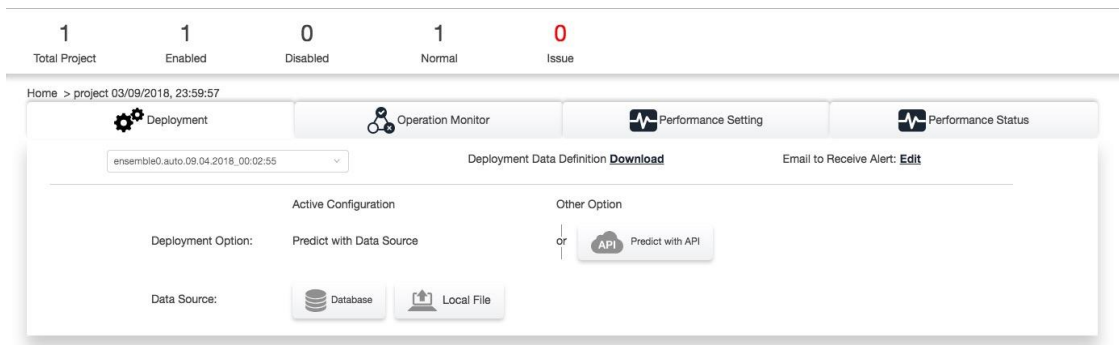 1 1 0 1 0
Total Project Enabled Disabled Normal Issue
Home > project 03/09/2018, 23:59:57
Deployment Operation Monitor Performance Setting Performance Status
ensemble0.auto.09.04.2018_00:02:55 Deployment Data Definition Download Email to Receive Alert: Edit
Active Configuration Other Option
Deployment Option: Predict with Data Source or API Predict with API
Data Source: Database Local File